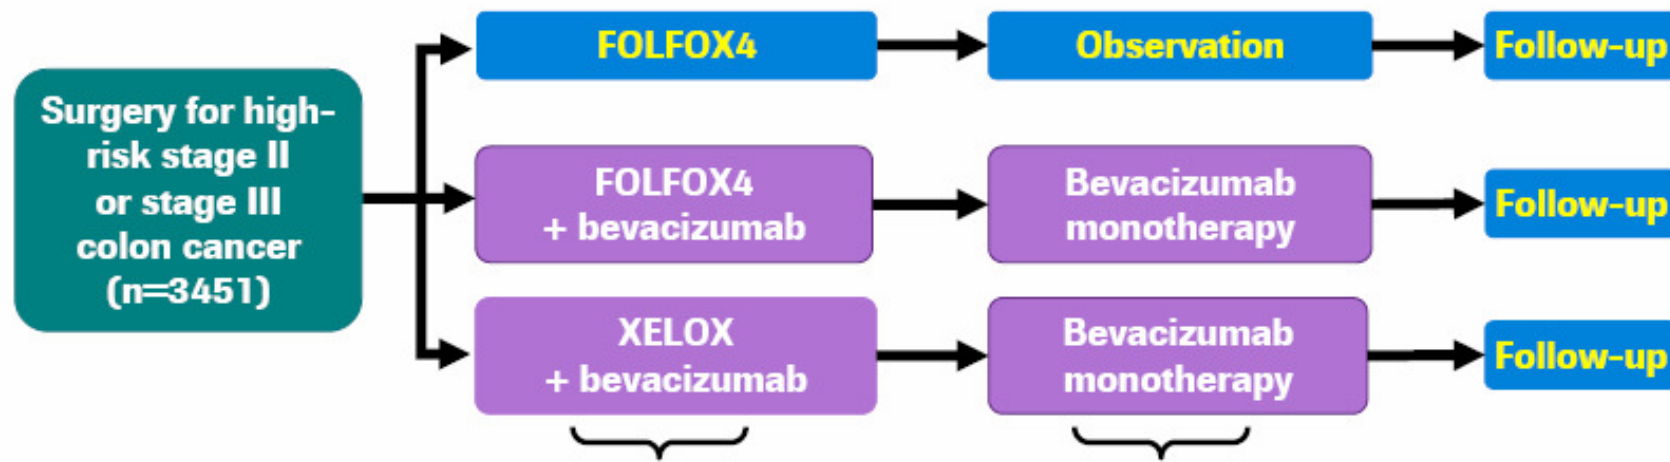 Surgery for high-
risk stage II
or stage III
colon cancer
(n=3451)
FOLFOX4
Observation
Follow-up
FOLFOX4
+ bevacizumab
Bevacizumab
monotherapy
Follow-up
XELOX
+ bevacizumab
Bevacizumab
monotherapy
Follow-up